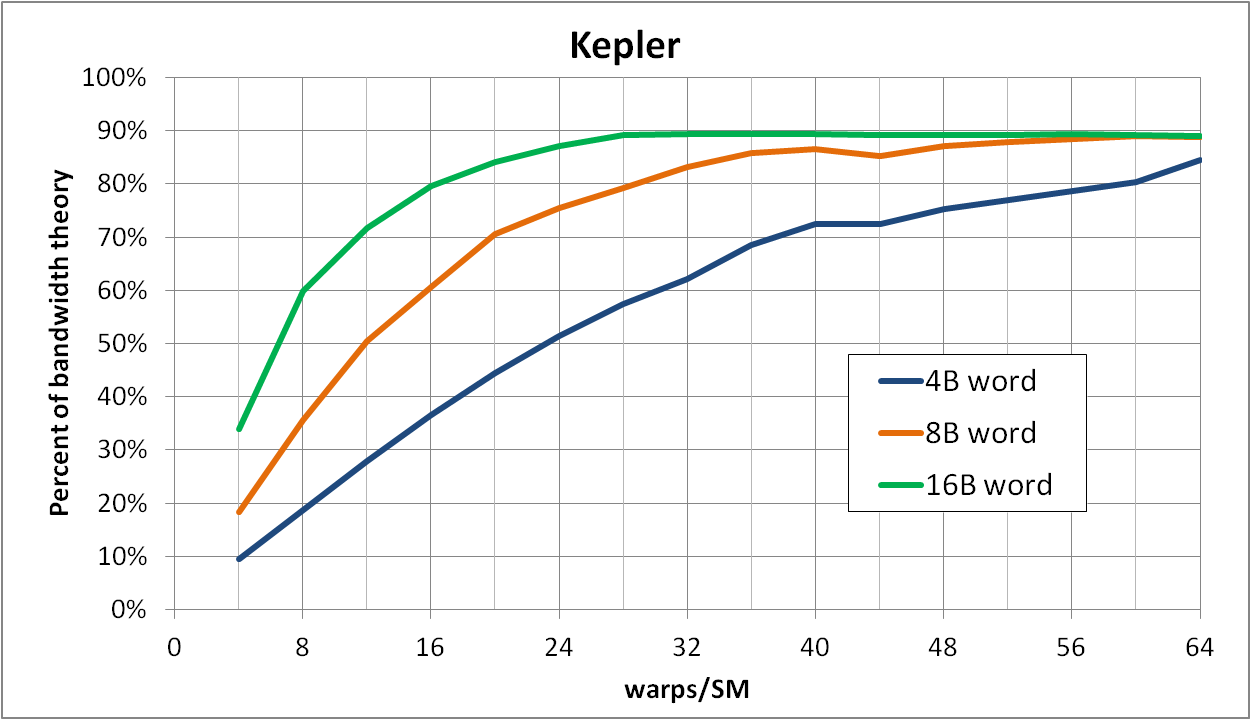 Kepler
Percent of bandwidth theory
100%
90%
80%
70%
60%
50%
40%
30%
20%
10%
0%
4B word
8B word
16B word
0 8 16 24 32 40 48 56 64
warps/SM